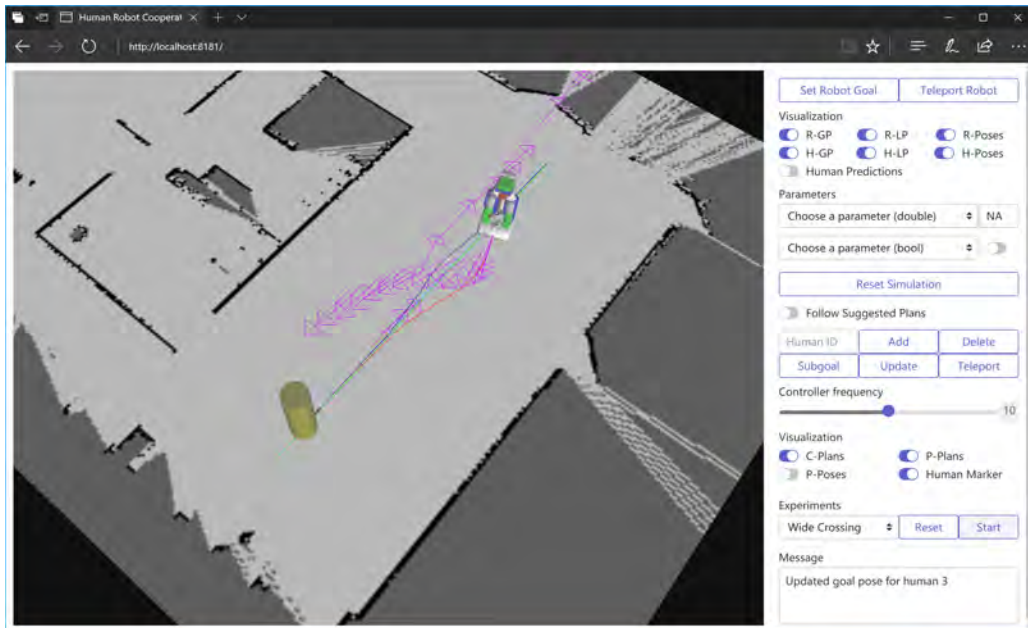 Human Robot Cooperat
http://localhost:8181/
Set Robot Goal Teleport Robot
Visualization
R-GP R-LP R-Poses
H-GP H-LP H-Poses
Human Predictions
Parameters
Choose a parameter (double) NA
Choose a parameter (bool)
Reset Simulation
Follow Suggested Plans
Human ID Add Delete
Subgoal Update Teleport
Controller frequency
10
Visualization
C-Plans P-Plans
P-Poses Human Marker
Experiments
Wide Crossing Reset Start
Message
Updated goal pose for human 3